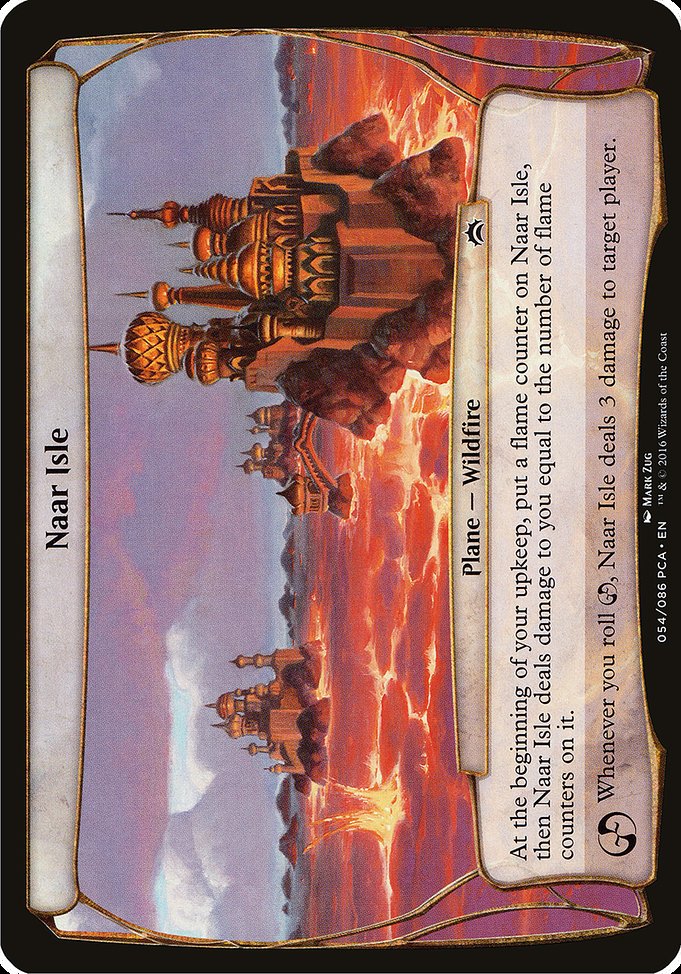 Naar Isle
Plane — Wildfire
At the beginning of your upkeep, put a flame counter on Naar Isle,
then Naar Isle deals damage to you equal to the number of flame
counters on it.
Whenever you roll , Naar Isle deals 3 damage to target player.
054/086 PCA • EN Mark Zug
™ & © 2016 Wizards of the Coast